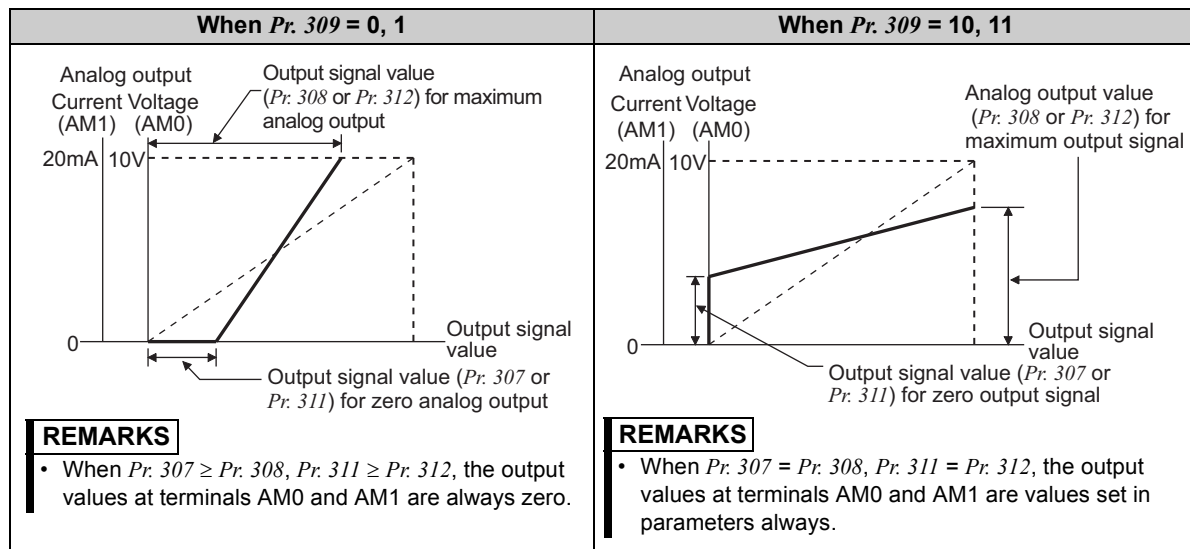 When Pr. 309 = 0, 1
Analog output
Current Voltage
(AM1) (AM0)
Output signal value
(Pr. 308 or Pr. 312) for maximum
analog output
20mA 10V
0
Output signal
value
Output signal value (Pr. 307 or
Pr. 311) for zero analog output
REMARKS
• When Pr. 307 ≥ Pr. 308, Pr. 311 ≥ Pr. 312, the output
values at terminals AM0 and AM1 are always zero.
When Pr. 309 = 10, 11
Analog output
Current Voltage
(AM1) (AM0)
Analog output value
(Pr. 308 or Pr. 312) for
maximum output signal
20mA 10V
0
Output signal
value
Output signal value (Pr. 307 or
Pr. 311) for zero output signal
REMARKS
• When Pr. 307 = Pr. 308, Pr. 311 = Pr. 312, the output
values at terminals AM0 and AM1 are values set in
parameters always.